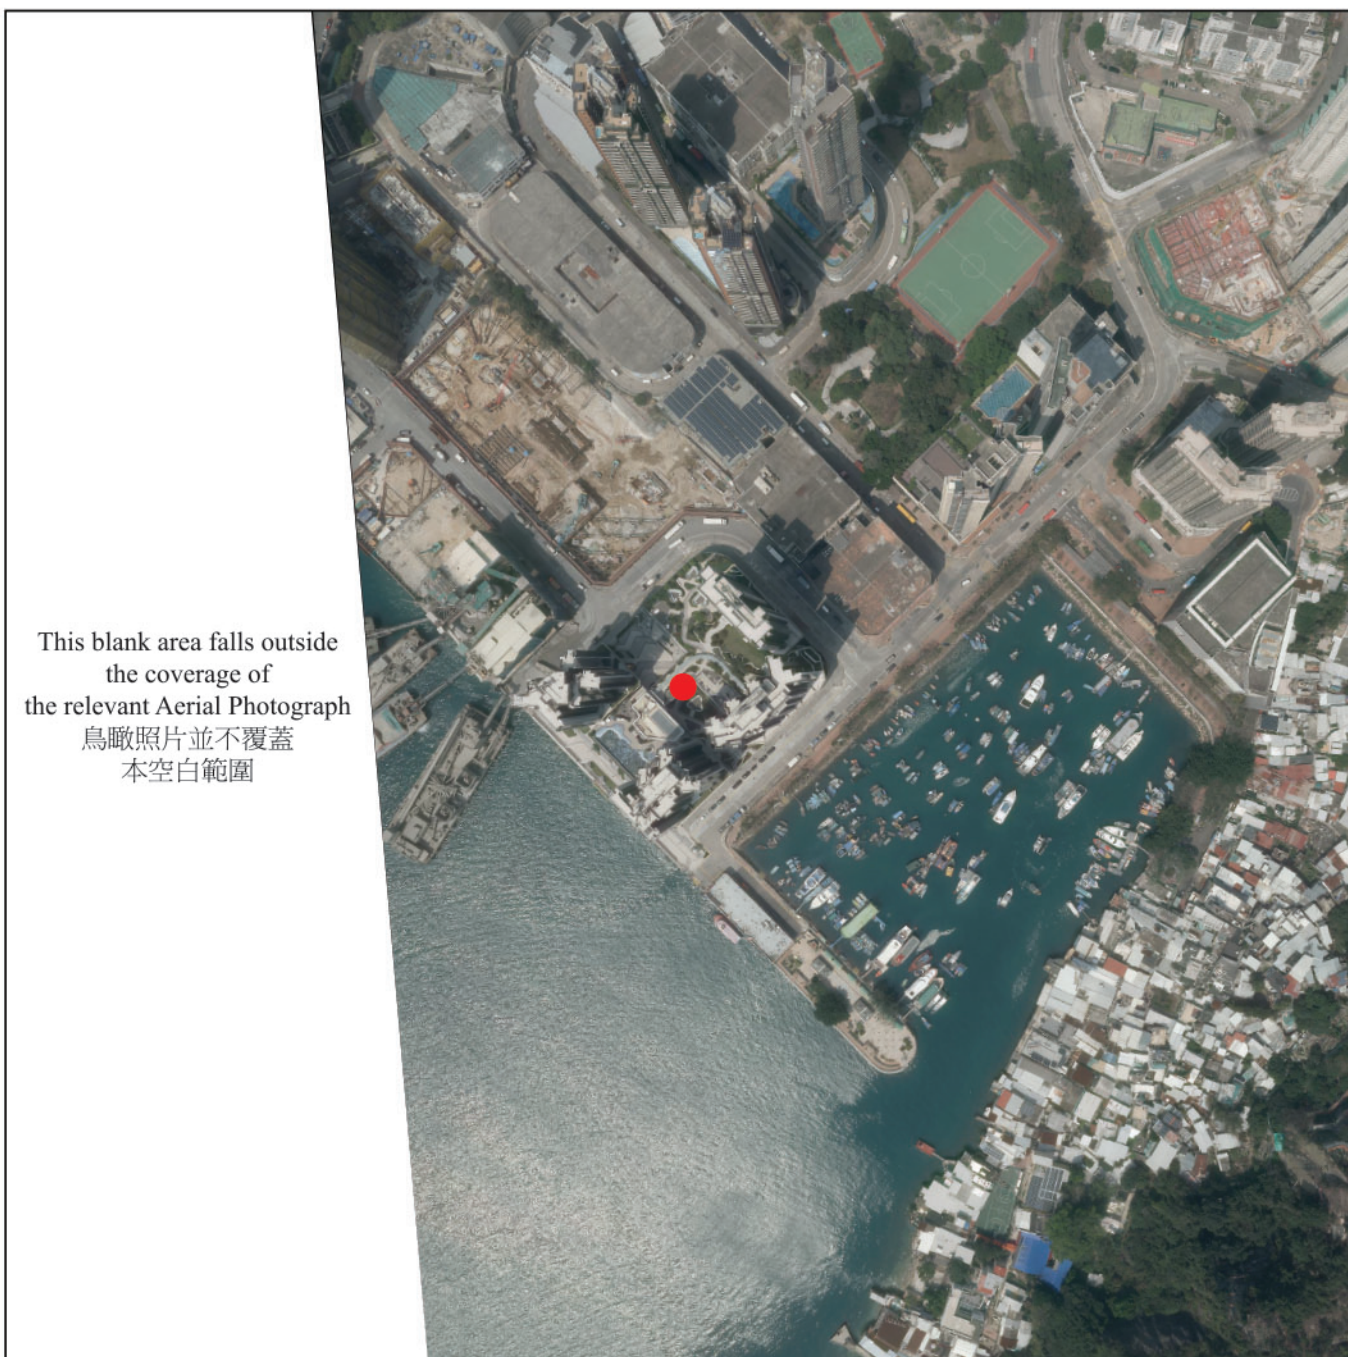 This blank area falls outside
the coverage of
the relevant Aerial Photograph
鳥瞰照片並不覆蓋
本空白範圍